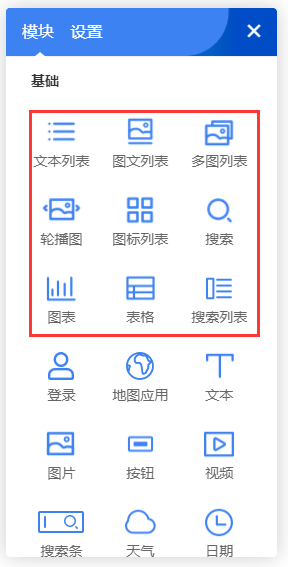 模块 设置
基础
文本列表 图文列表 多图列表
轮播图 图标列表 搜索
图表 表格 搜索列表
登录 地图应用 文本
图片 按钮 视频
搜索条 天气 日期